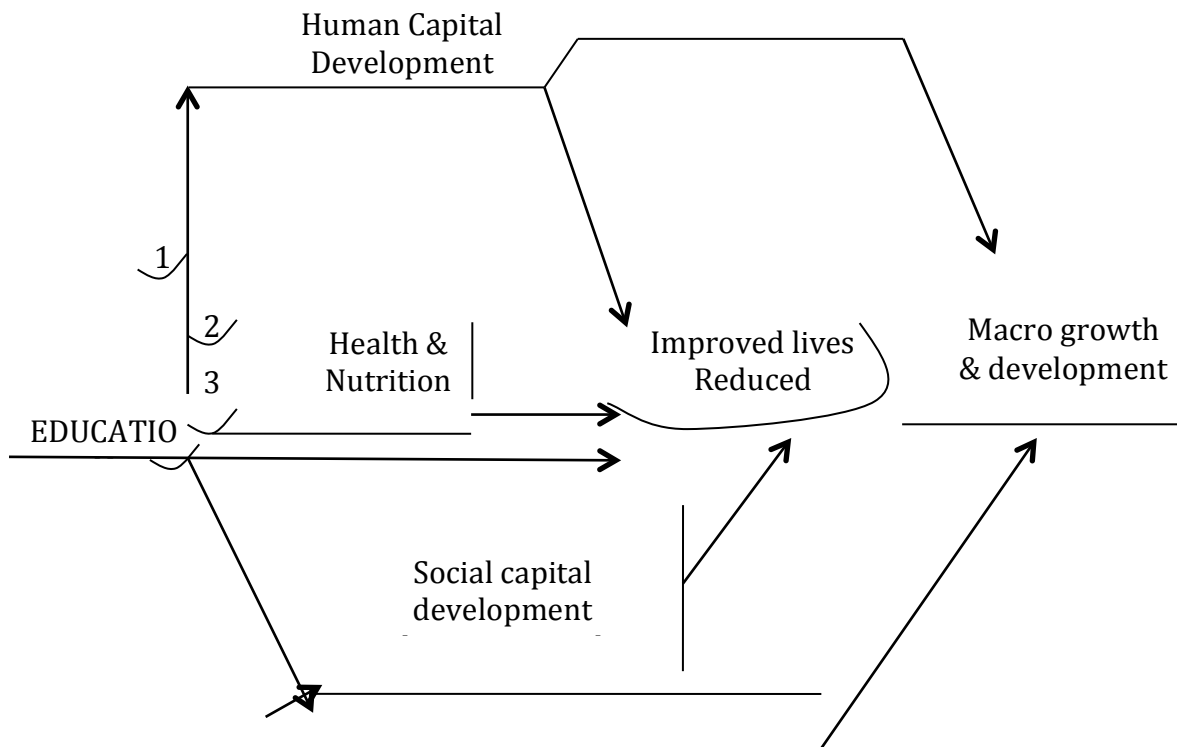 Human Capital
Development
1
2
3
Health &
Nutrition
Improved lives
Reduced
Macro growth
& development
EDUCATIO
Social capital
development